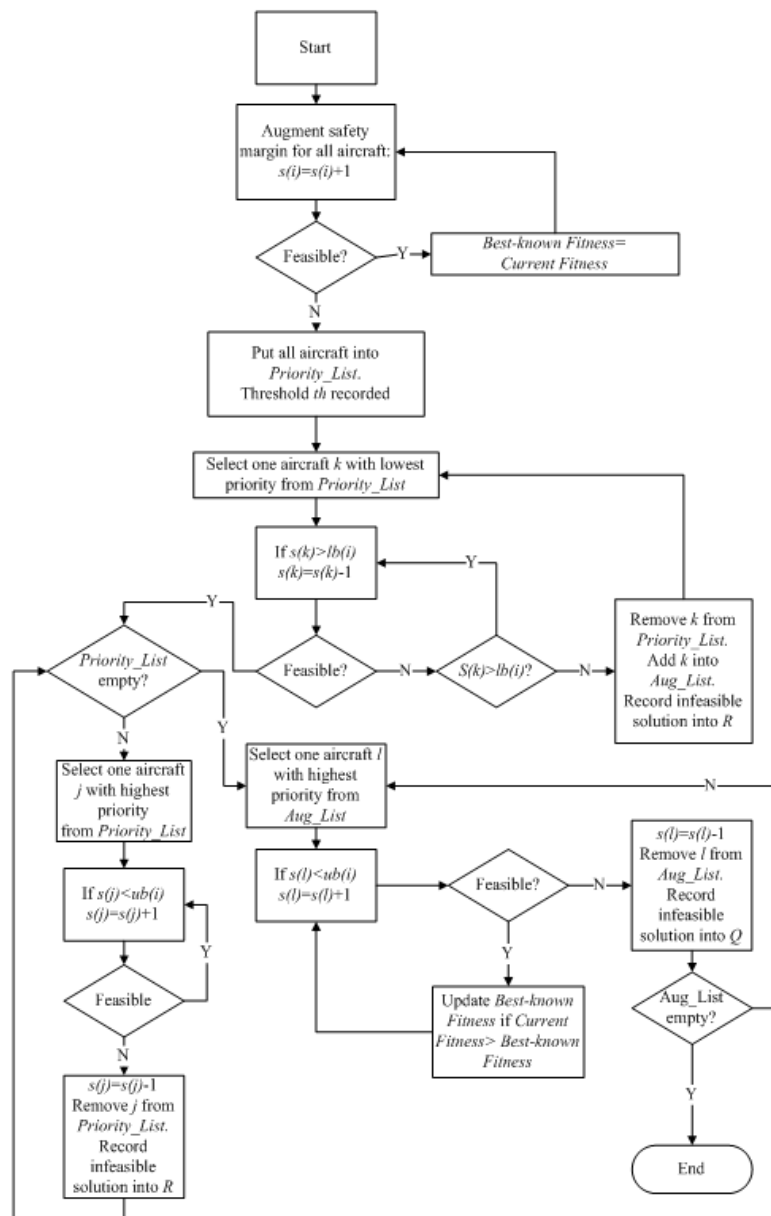 Start
Augment safety
margin for all aircraft:
s(i)=s(i)+1
Feasible?
Y
Best-known Fitness=
Current Fitness
N
Put all aircraft into
Priority_List.
Threshold th recorded
Select one aircraft k with lowest
priority from Priority_List
If s(k)>lb(i)
s(k)=s(k)-1
Y
Y
Feasible?
N
S(k)>lb(i)?
N
Remove k from
Priority_List.
Add k into
Aug_List.
Record infeasible
solution into R
Priority_List
empty?
Y
N
Select one aircraft
j with highest
priority
from Priority_List
If s(j)<ub(i)
s(j)=s(j)+1
Y
Feasible
N
s(j)=s(j)-1
Remove j from
Priority_List.
Record
infeasible
solution into R
Select one aircraft l
with highest
priority from
Aug_List
N
If s(l)<ub(i)
s(l)=s(l)+1
Feasible?
N
Y
Update Best-known
Fitness if Current
Fitness> Best-known
Fitness
s(l)=s(l)-1
Remove l from
Aug_List.
Record
infeasible
solution into Q
Aug_List
empty?
Y
End